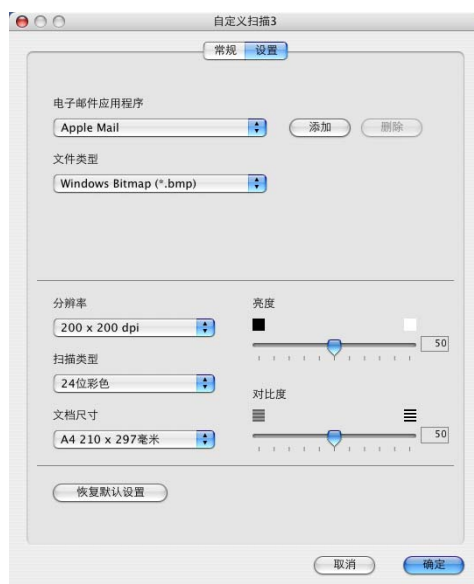 自定义扫描3
常规 设置
电子邮件应用程序
Apple Mail 添加 删除
文件类型
Windows Bitmap (*.bmp)
分辨率 亮度
200 x 200 dpi 50
扫描类型
24位彩色
对比度
文档尺寸
A4 210 x 297毫米 50
恢复默认设置
取消 确定